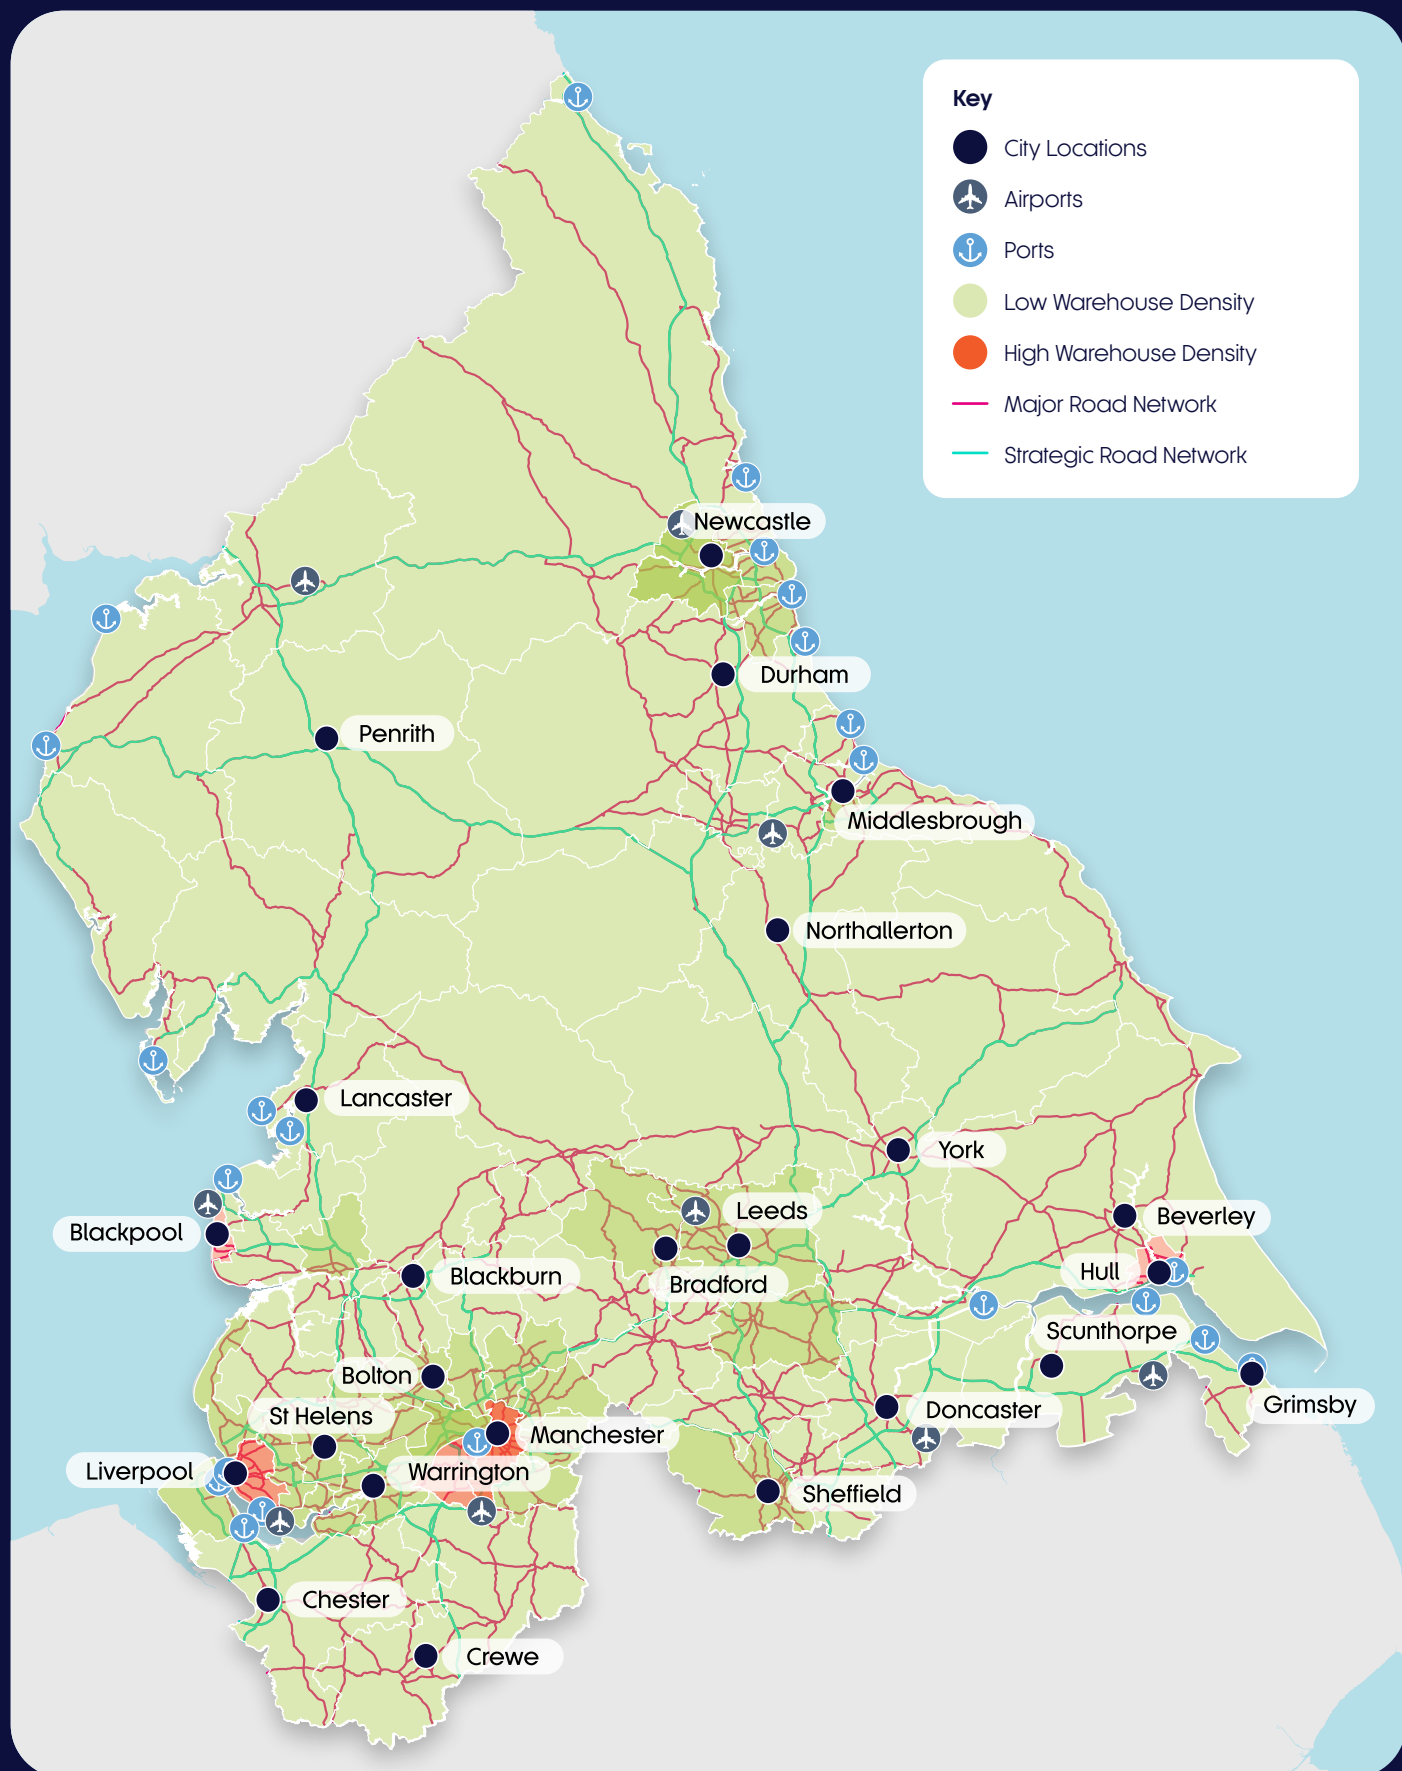 Key
City Locations
Airports
Ports
Low Warehouse Density
High Warehouse Density
Major Road Network
Strategic Road Network
Newcastle
Durham
Penrith
Middlesbrough
Northallerton
Lancaster
York
Leeds
Beverley
Blackpool
Hull
Blackburn
Bradford
Scunthorpe
Bolton
Grimsby
Doncaster
St Helens
Manchester
Liverpool
Warrington
Sheffield
Chester
Crewe